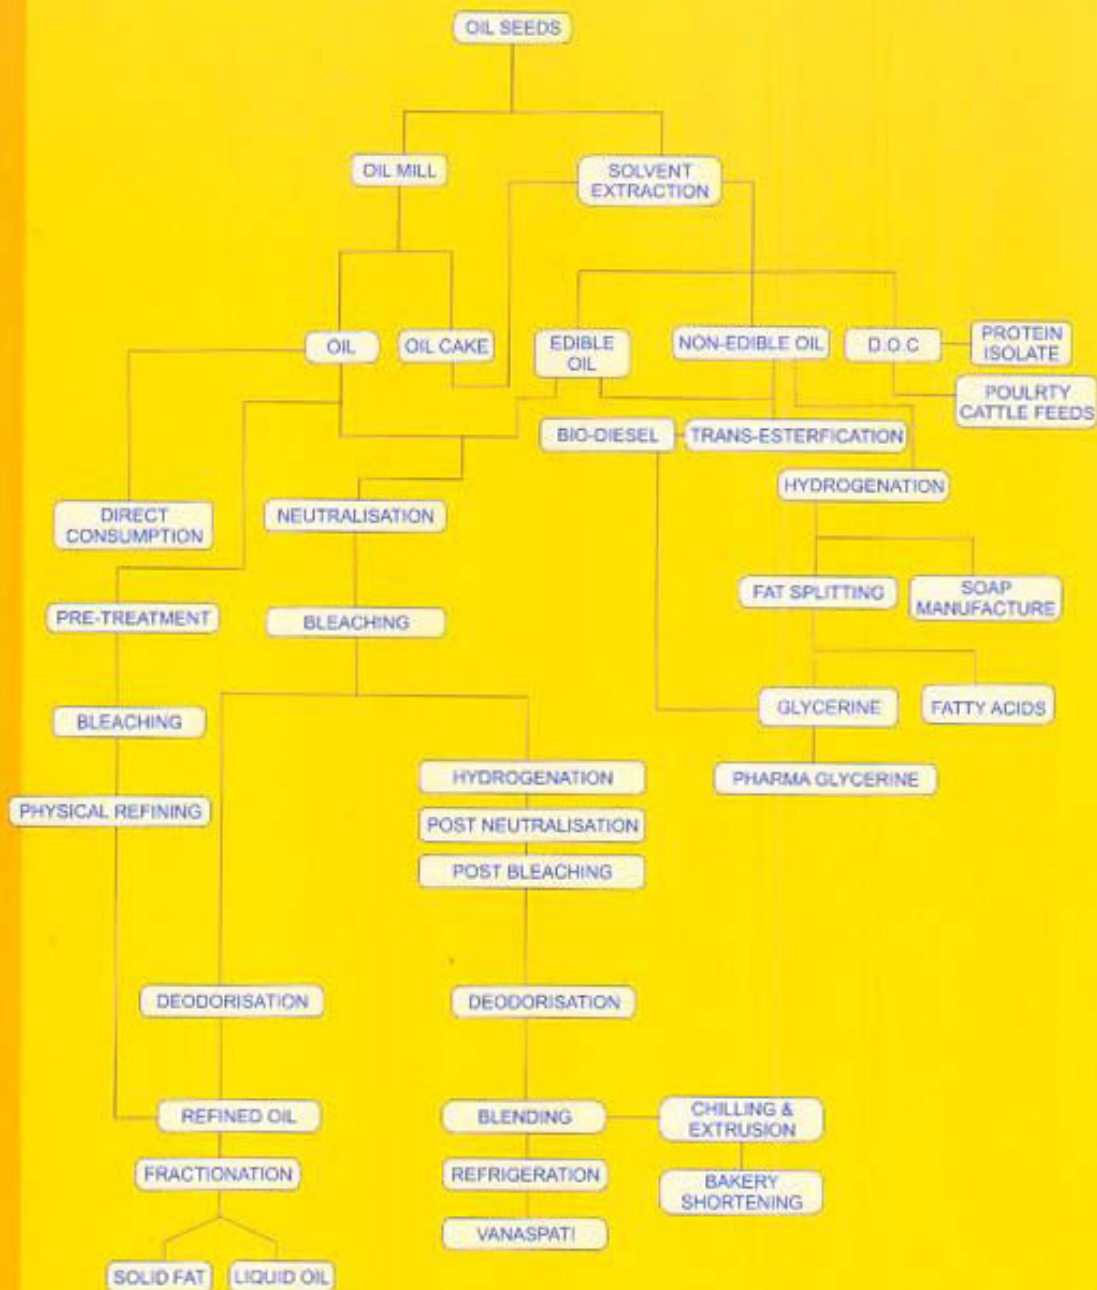 OIL SEEDS
OIL MILL
SOLVENT
EXTRACTION
OIL
OIL CAKE
EDIBLE
OIL
NON-EDIBLE OIL
D.O.C
PROTEIN
ISOLATE
POULRTY
CATTLE FEEDS
BIO-DIESEL
TRANS-ESTERFICATION
HYDROGENATION
DIRECT
CONSUMPTION
NEUTRALISATION
FAT SPLITTING
SOAP
MANUFACTURE
PRE-TREATMENT
BLEACHING
GLYCERINE
FATTY ACIDS
BLEACHING
HYDROGENATION
PHARMA GLYCERINE
PHYSICAL REFINING
POST NEUTRALISATION
POST BLEACHING
DEODORISATION
DEODORISATION
REFINED OIL
BLENDING
CHILLING &
EXTRUSION
FRACTIONATION
REFRIGERATION
BAKERY
SHORTENING
VANASPATI
SOLID FAT
LIQUID OIL